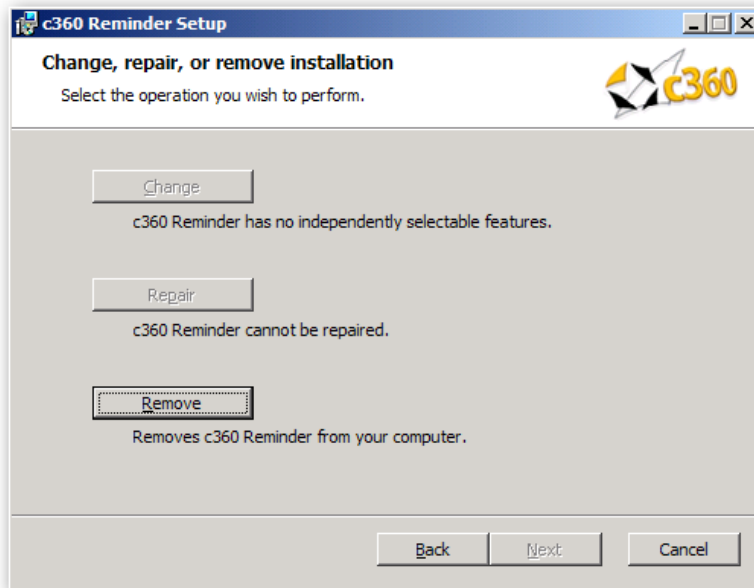 c360 Reminder Setup
Change, repair, or remove installation
Select the operation you wish to perform.
c360
Change
c360 Reminder has no independently selectable features.
Repair
c360 Reminder cannot be repaired.
Remove
Removes c360 Reminder from your computer.
Back Next Cancel